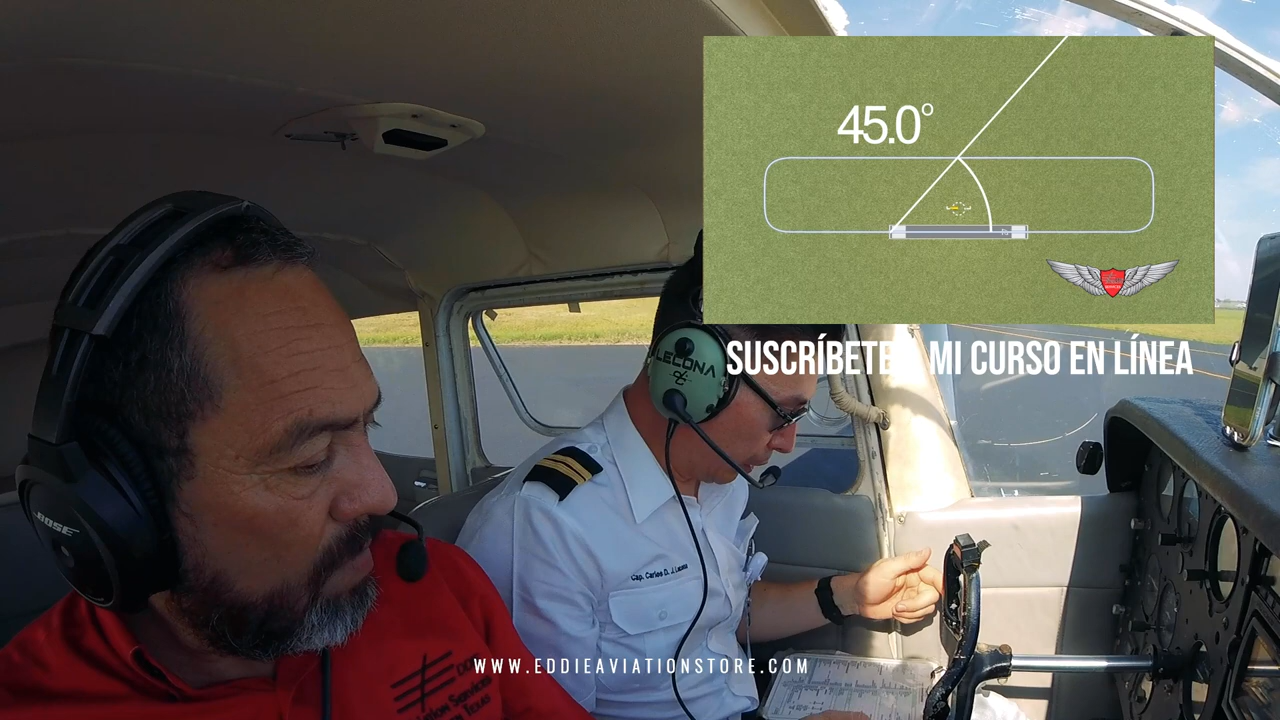 45.0°
SUSCRÍBETE A MI CURSO EN LÍNEA
LECONA
BOSE
Cap. Carlos D. J. Lecona
WWW.EDDIEAVIATIONSTORE.COM